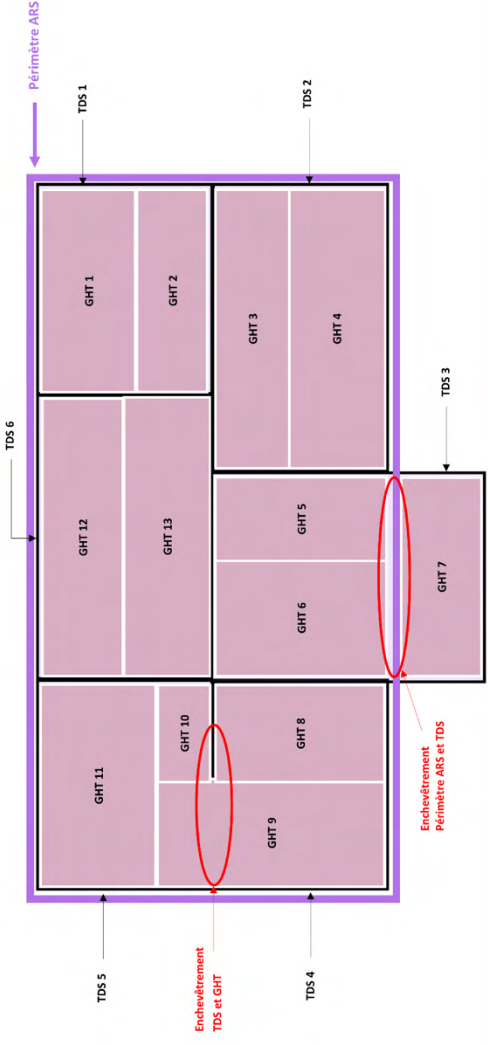 Périmètre ARS
TDS 1
TDS 2
TDS 3
TDS 4
TDS 5
TDS 6
GHT 1
GHT 2
GHT 3
GHT 4
GHT 5
GHT 6
GHT 7
GHT 8
GHT 9
GHT 10
GHT 11
GHT 12
GHT 13
Enchevêtrement
TDS et GHT
Enchevêtrement
Périmètre ARS et TDS